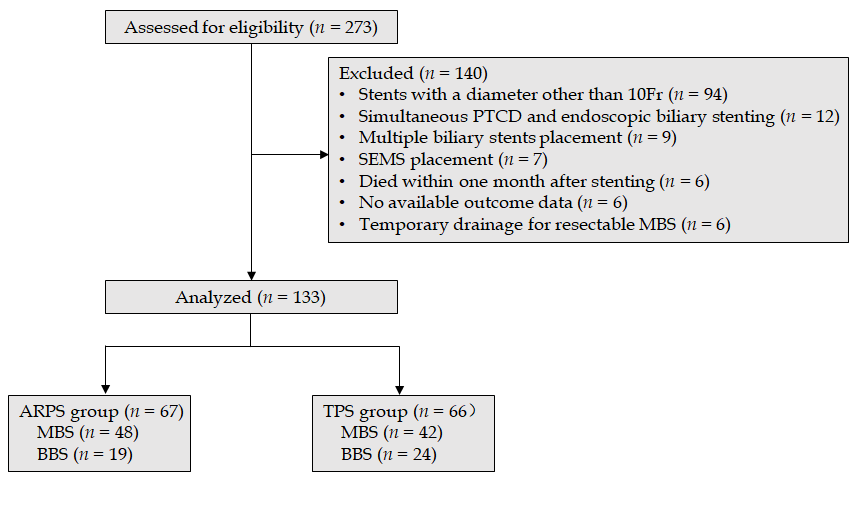 Assessed for eligibility (n = 273)
Excluded (n = 140)
• Stents with a diameter other than 10Fr (n = 94)
• Simultaneous PTCD and endoscopic biliary stenting (n = 12)
• Multiple biliary stents placement (n = 9)
• SEMS placement (n = 7)
• Died within one month after stenting (n = 6)
• No available outcome data (n = 6)
• Temporary drainage for resectable MBS (n = 6)
Analyzed (n = 133)
ARPS group (n = 67)
MBS (n = 48)
BBS (n = 19)
TPS group (n = 66）
MBS (n = 42)
BBS (n = 24)